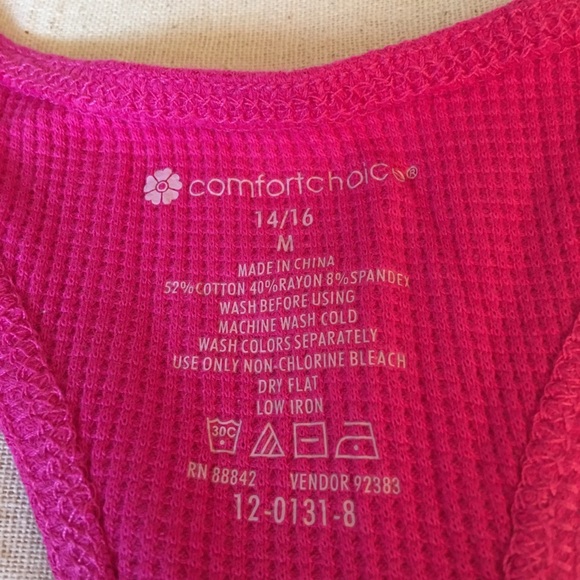 comfortchoice®
14/16
M
MADE IN CHINA
52%COTTON 40%RAYON 8%SPANDEX
WASH BEFORE USING
MACHINE WASH COLD
WASH COLORS SEPARATELY
USE ONLY NON-CHLORINE BLEACH
DRY FLAT
LOW IRON
30C
RN 88842 VENDOR 92383
12-0131-8